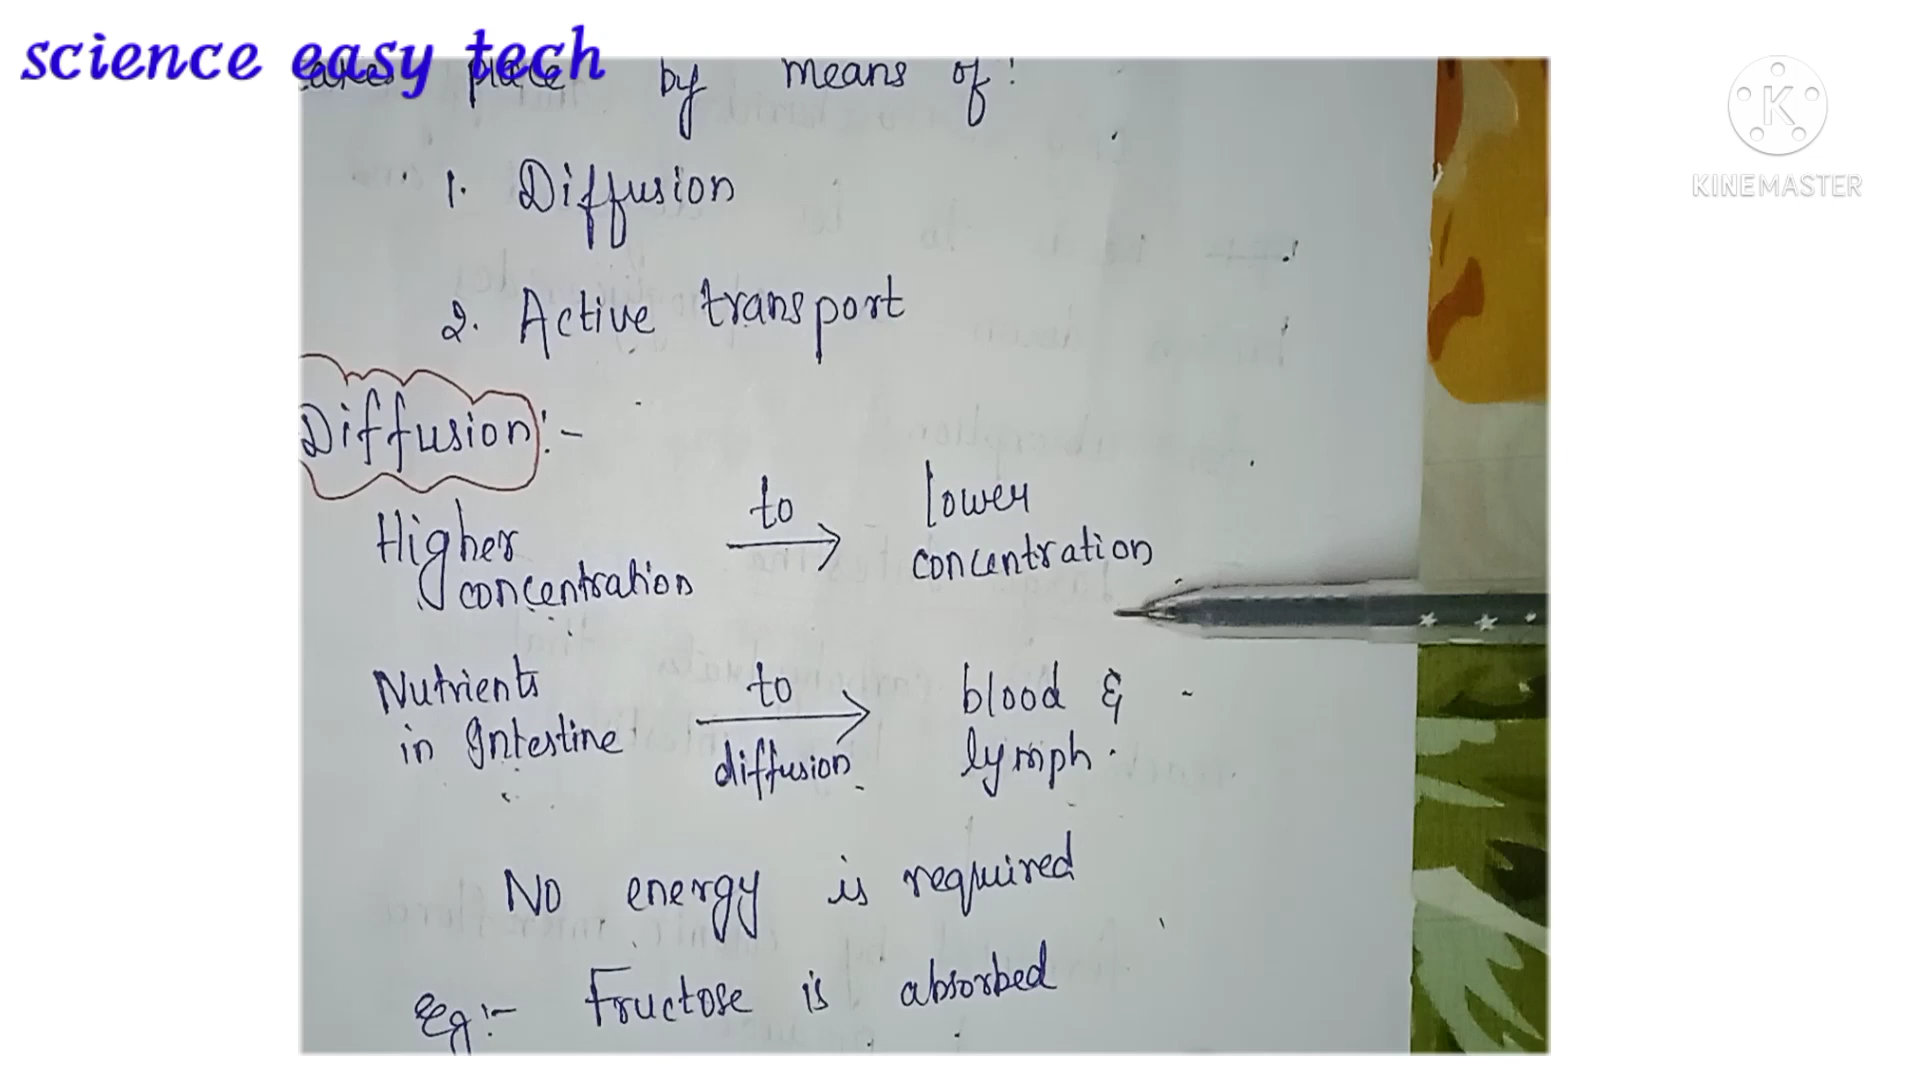 science easy tech
place by means of:
KINEMASTER
1. Diffusion
2. Active transport
Diffusion :-
Higher concentration to → lower concentration
Nutrients in Intestine to → diffusion blood & lymph.
NO energy is required
Eg:- Fructose is absorbed